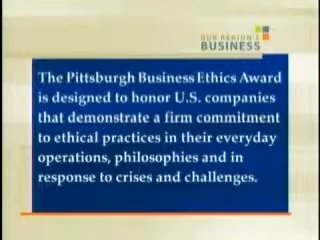 OUR REGION'S
BUSINESS
The Pittsburgh Business Ethics Award
is designed to honor U.S. companies
that demonstrate a firm commitment
to ethical practices in their everyday
operations, philosophies and in
response to crises and challenges.